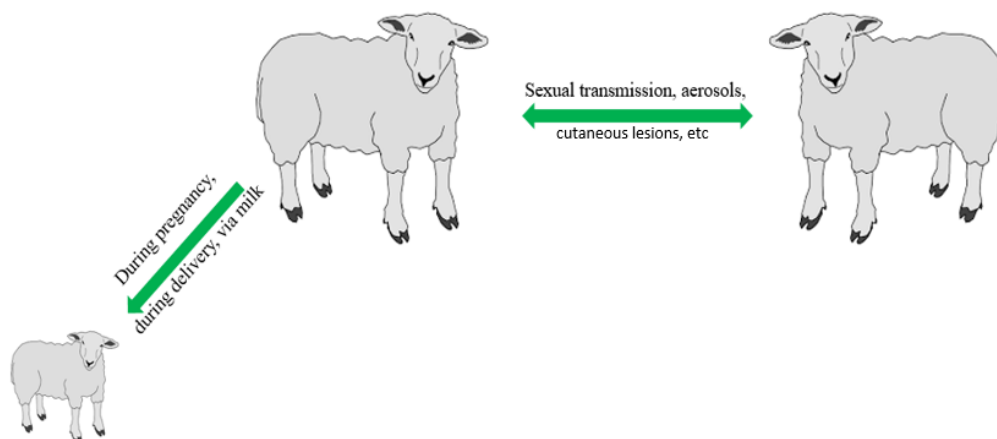 Sexual transmission, aerosols,
cutaneous lesions, etc
During pregnancy,
during delivery, via milk